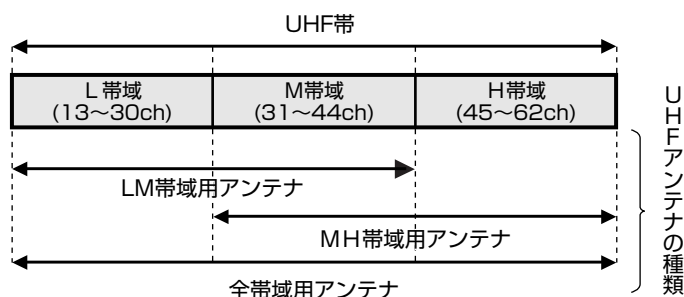 UHF帯
L帯域
(13～30ch)
M帯域
(31～44ch)
H帯域
(45～62ch)
LM帯域用アンテナ
MH帯域用アンテナ
全帯域用アンテナ
UHFアンテナの種類